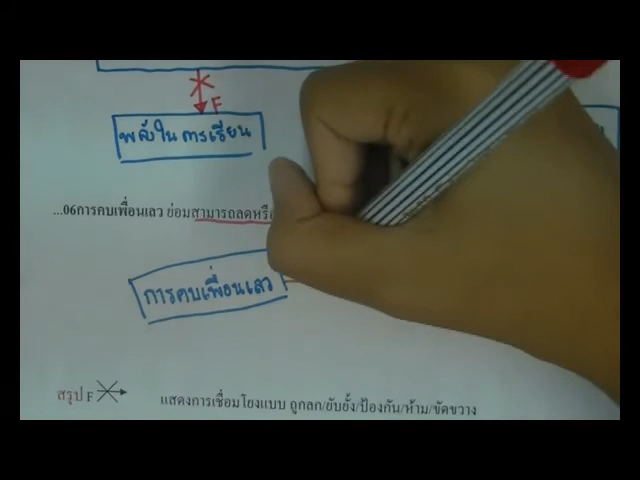 F
พลังในการเรียน
...06การคบเพื่อนเลว ย่อมสามารถลดหรือ
การคบเพื่อนเลว
สรุป F
แสดงการเชื่อมโยงแบบ ถูกลด/ยับยั้ง/ป้องกัน/ห้าม/ขัดขวาง